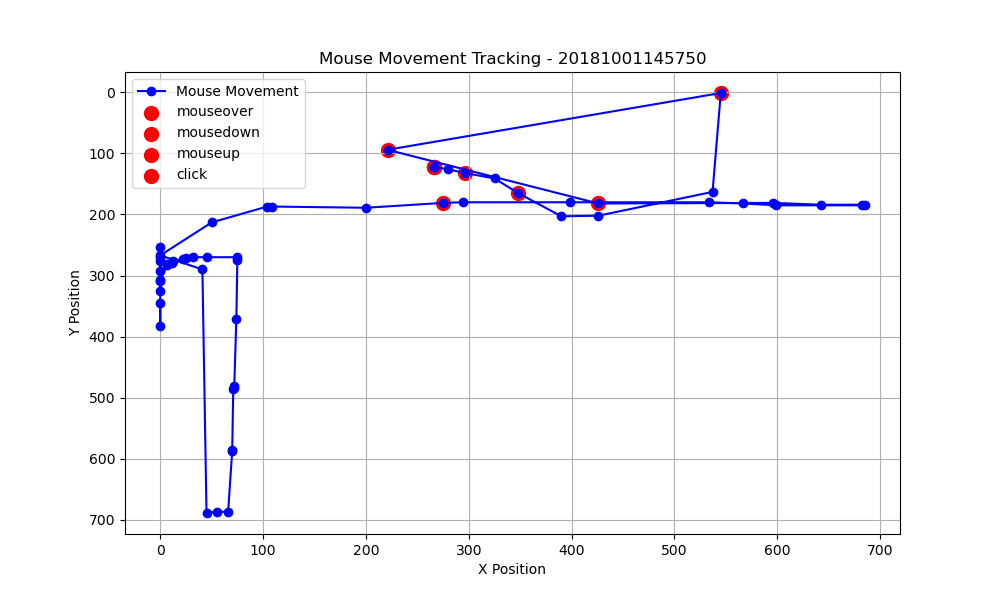 Mouse Movement Tracking - 20181001145750
Mouse Movement
mouseover
mousedown
mouseup
click
0
100
200
300
400
500
600
700
Y Position
0 100 200 300 400 500 600 700
X Position